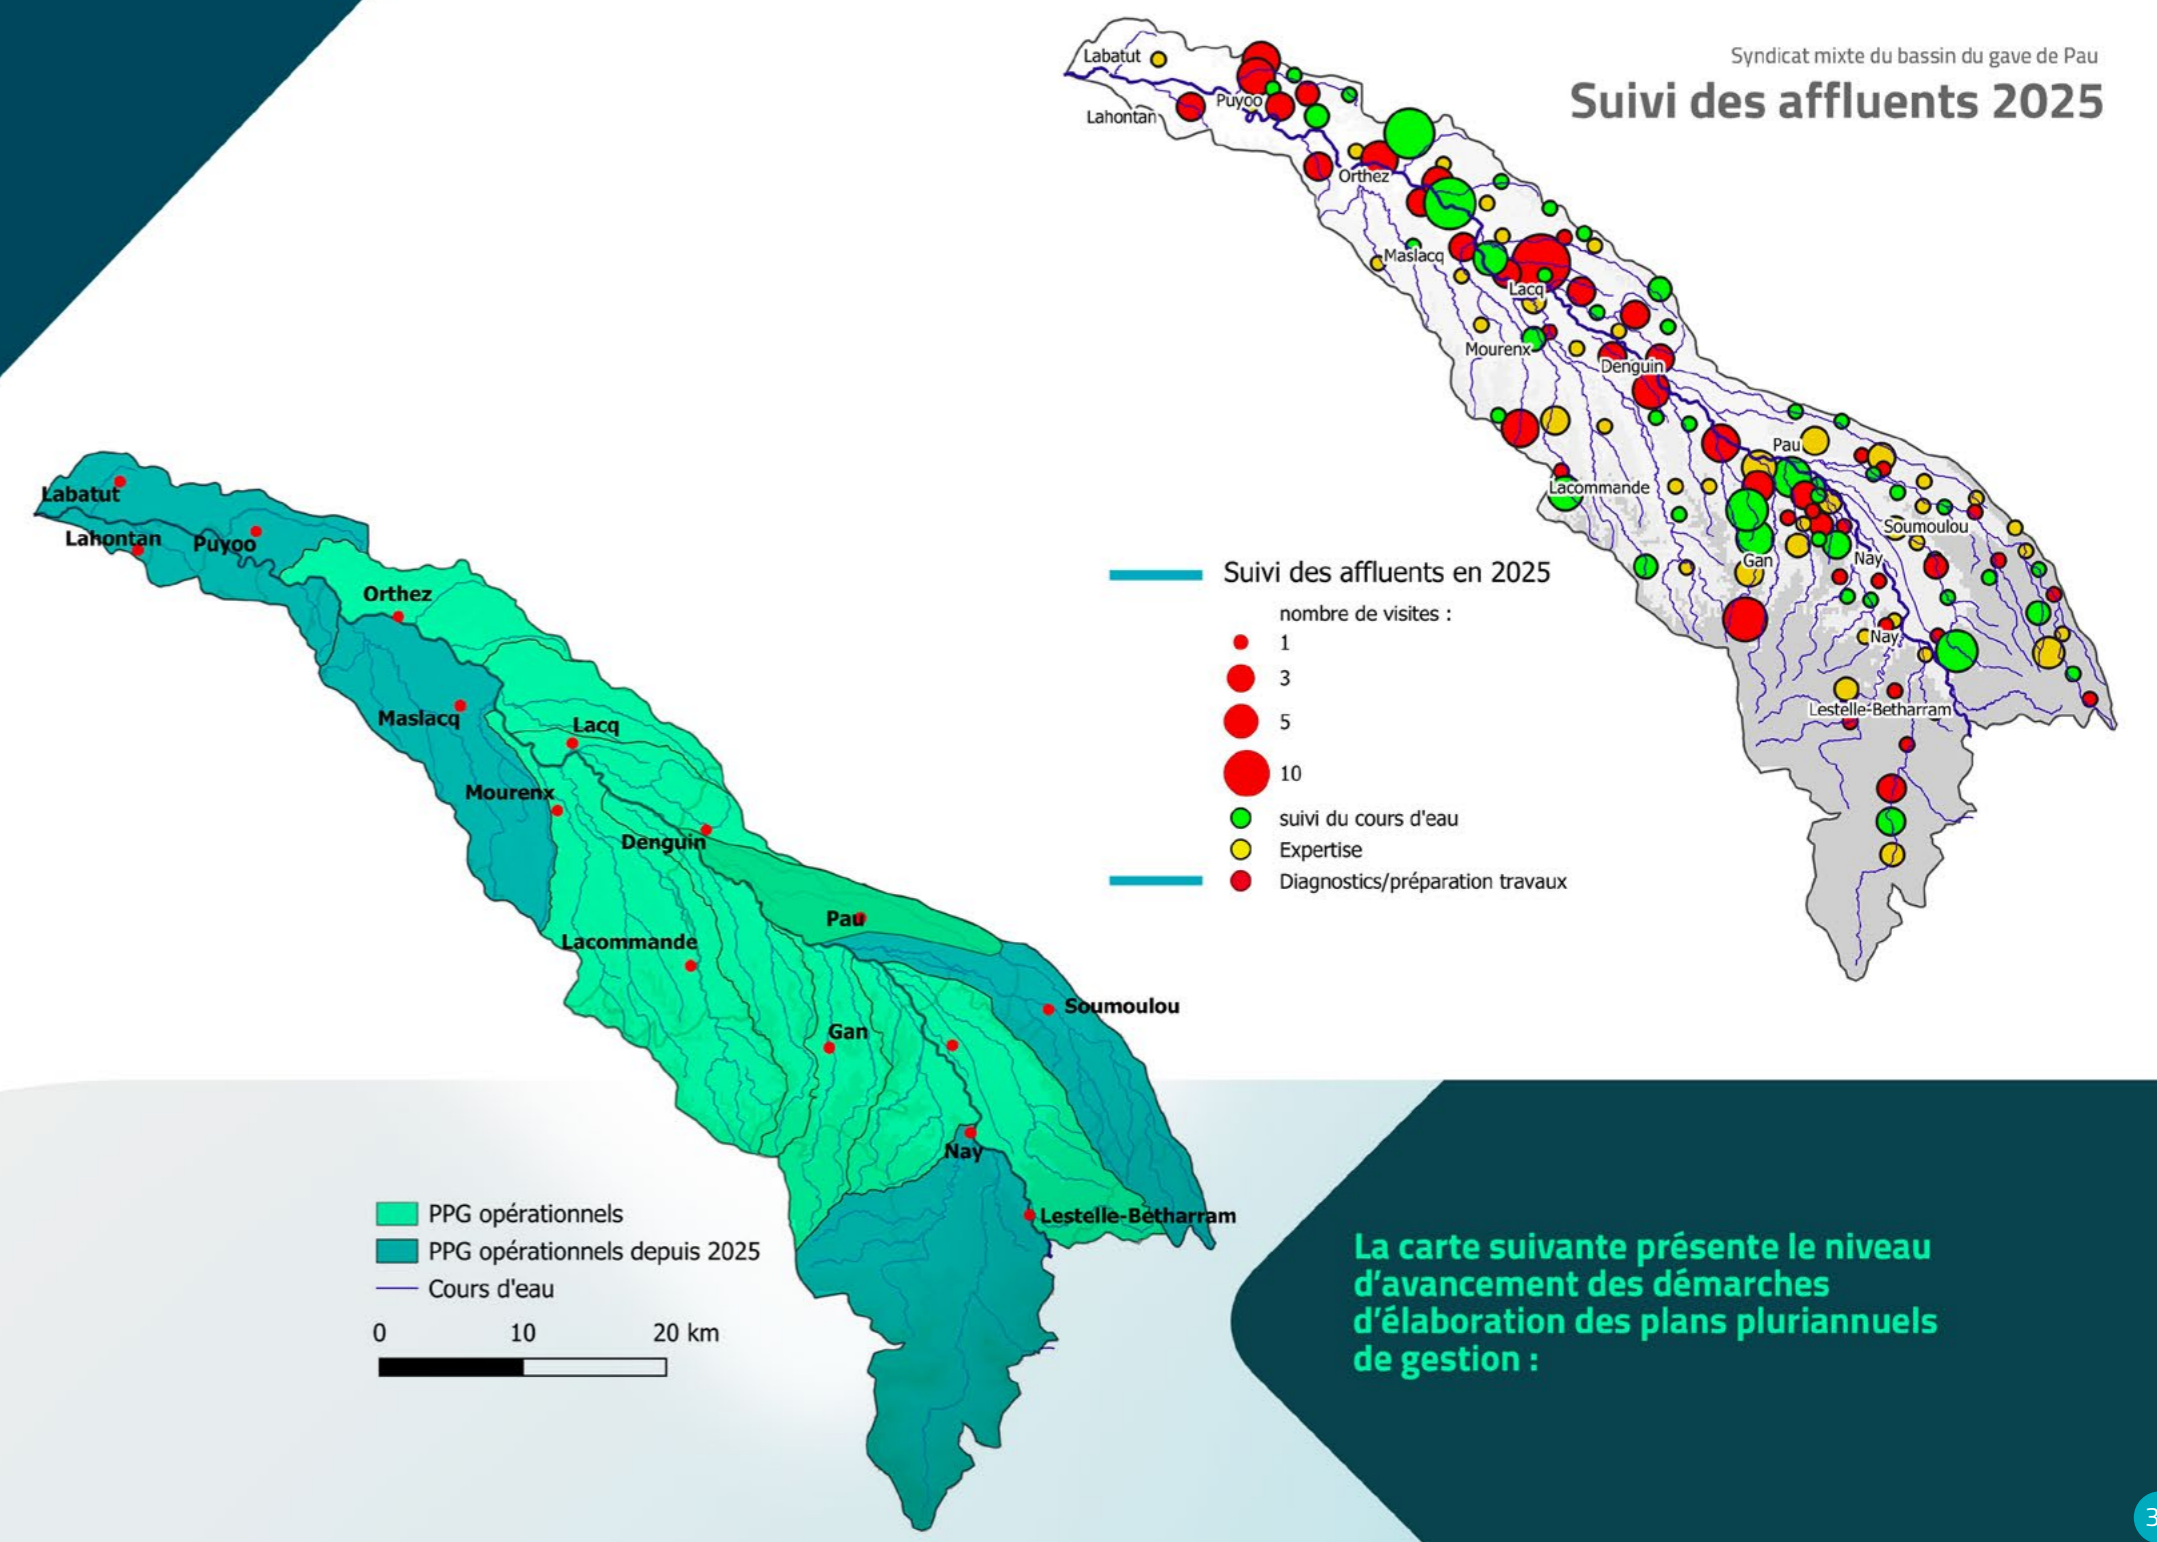 Syndicat mixte du bassin du gave de Pau
Suivi des affluents 2025
Labatut
Puyoo
Lahontan
Orthez
Maslacq
Lacq
Mourenx
Denguin
Pau
Lacommande
Soumoulou
Gan
Nay
Nay
Lestelle-Betharram
Suivi des affluents en 2025
nombre de visites :
1
3
5
10
suivi du cours d'eau
Expertise
Diagnostics/préparation travaux
Labatut
Lahontan
Puyoo
Orthez
Maslacq
Lacq
Mourenx
Denguin
Pau
Lacommande
Soumoulou
Gan
Nay
Lestelle-Betharram
PPG opérationnels
PPG opérationnels depuis 2025
Cours d'eau
0 10 20 km
La carte suivante présente le niveau
d'avancement des démarches
d'élaboration des plans pluriannuels
de gestion :
3